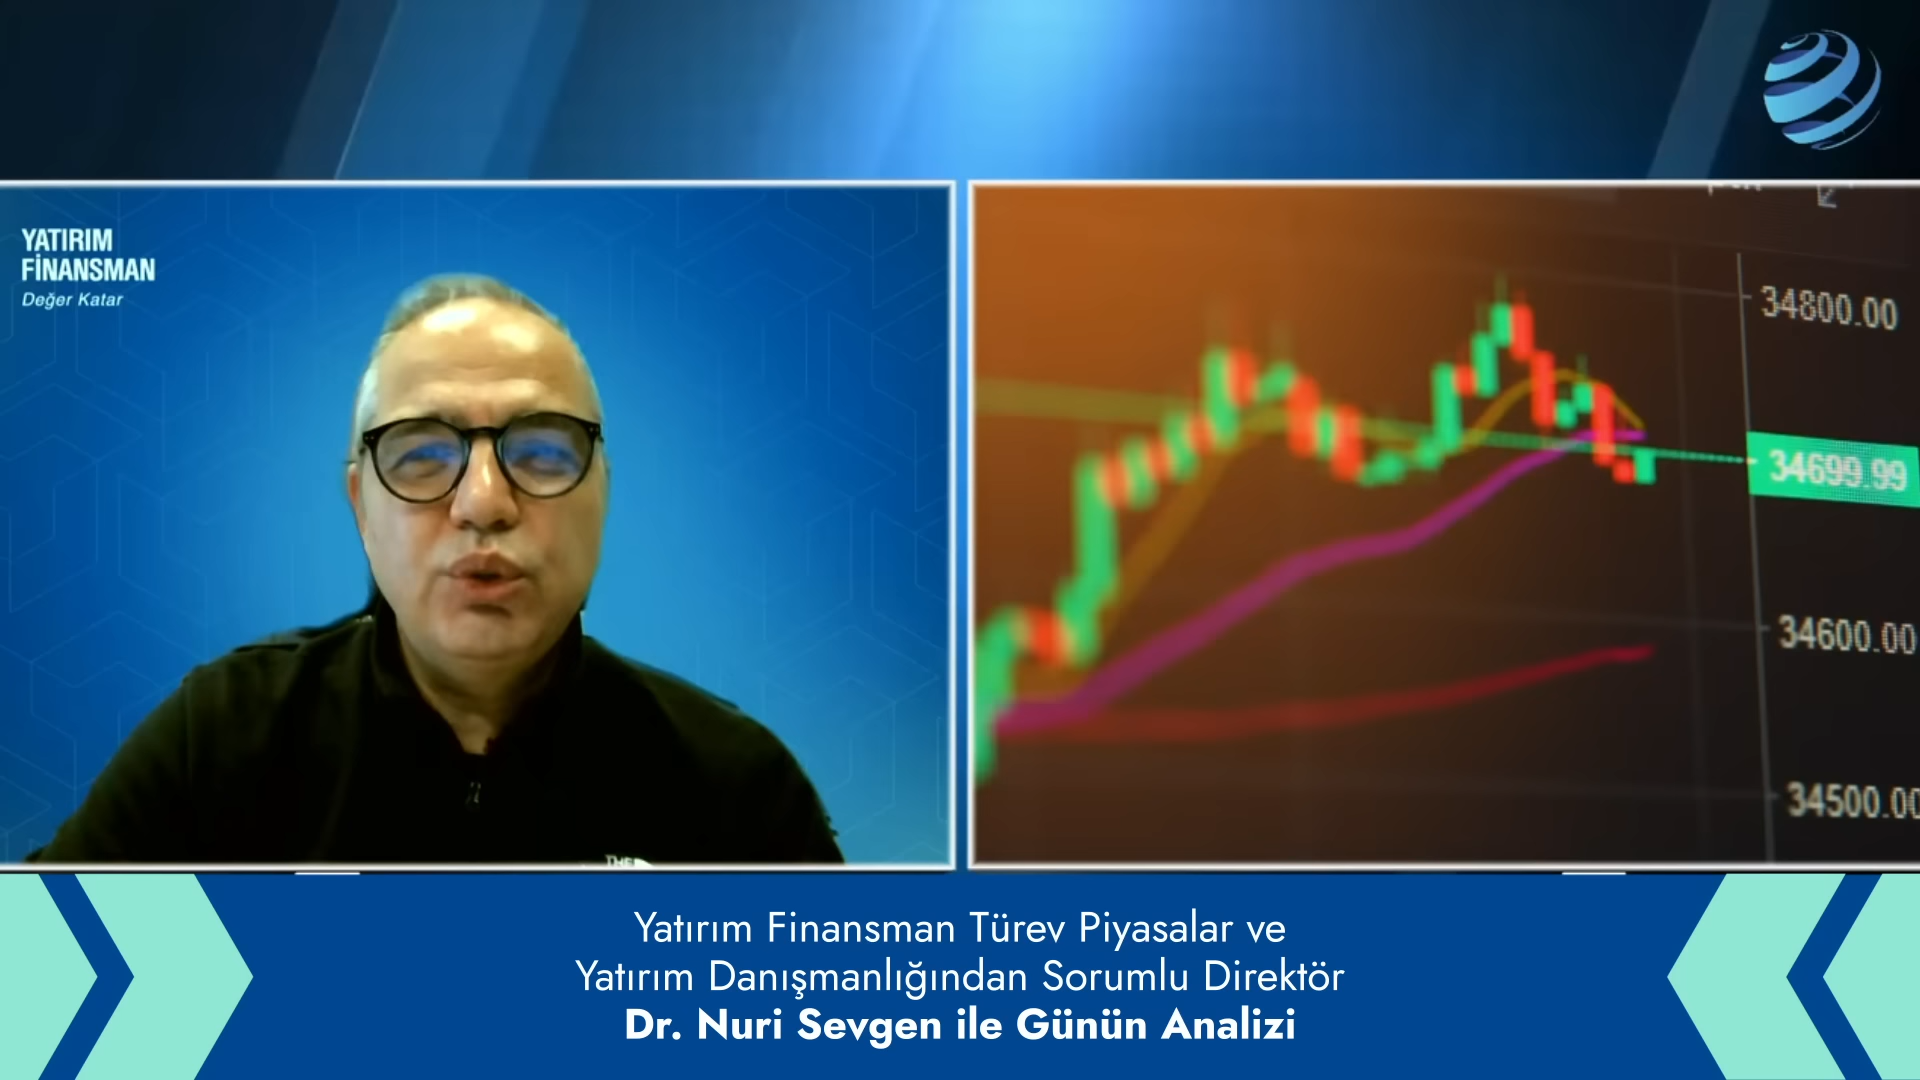 YATIRIM
FİNANSMAN
Değer Katar
THE
34800.00
34699.99
34600.00
34500.00
Yatırım Finansman Türev Piyasalar ve
Yatırım Danışmanlığından Sorumlu Direktör
Dr. Nuri Sevgen ile Günün Analizi